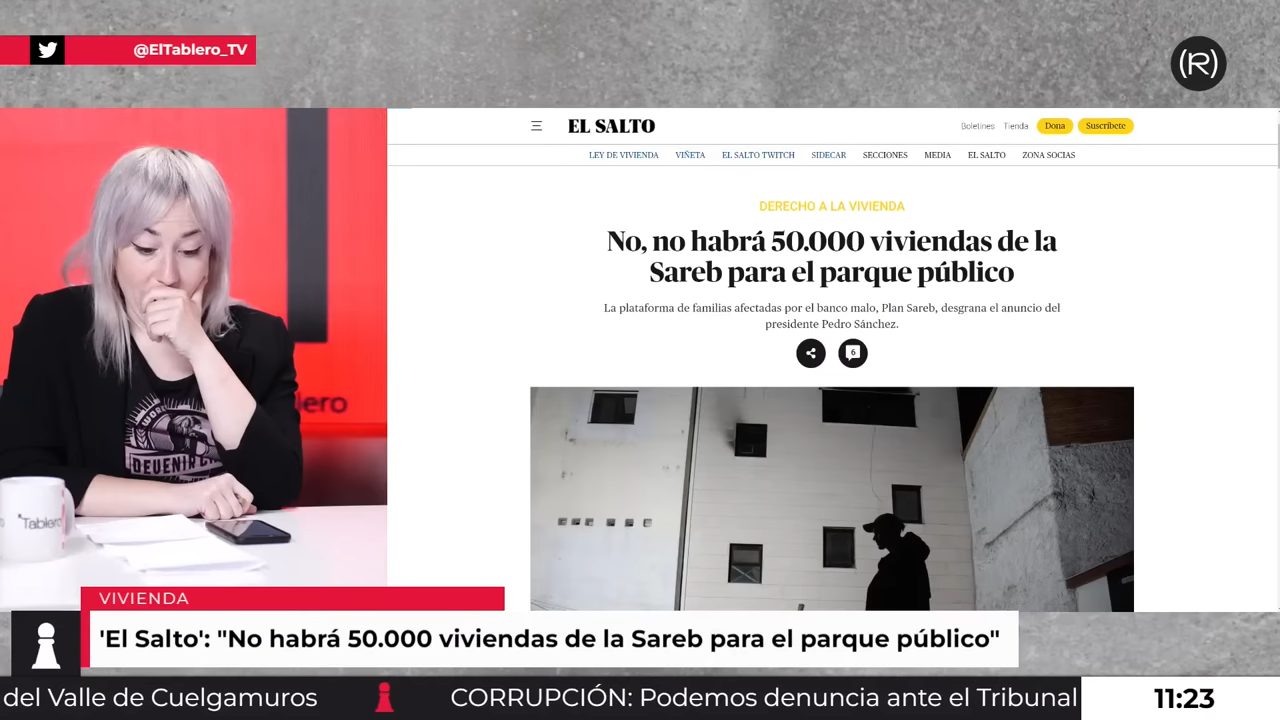 @ElTablero_TV
(R)
EL SALTO
Boletines Tienda Dona Suscríbete
LEY DE VIVIENDA VIÑETA EL SALTO TWITCH SIDECAR SECCIONES MEDIA EL SALTO ZONA SOCIAS
DERECHO A LA VIVIENDA
No, no habrá 50.000 viviendas de la
Sareb para el parque público
La plataforma de familias afectadas por el banco malo, Plan Sareb, desgrana el anuncio del
presidente Pedro Sánchez.
6
lero
DEVENIR
Tablero
VIVIENDA
'El Salto': "No habrá 50.000 viviendas de la Sareb para el parque público"
del Valle de Cuelgamuros
CORRUPCIÓN: Podemos denuncia ante el Tribunal
11:23